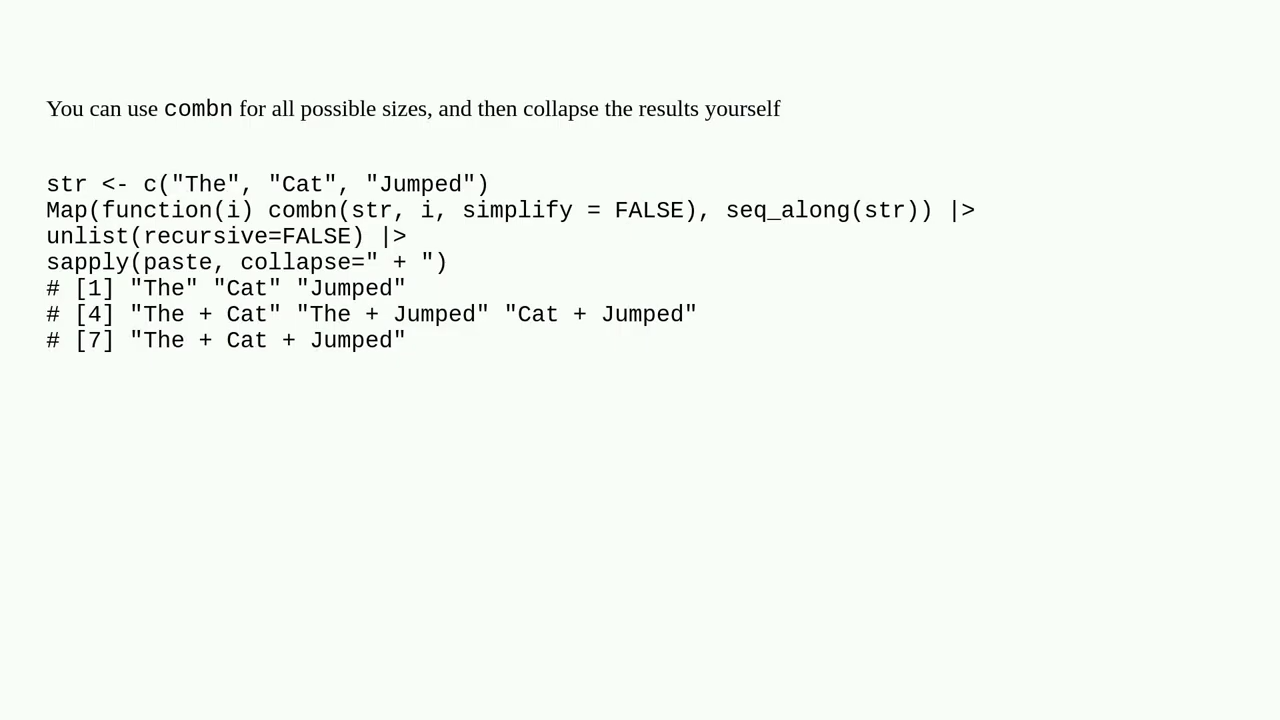 You can use combn for all possible sizes, and then collapse the results yourself
str <- c("The", "Cat", "Jumped")
Map(function(i) combn(str, i, simplify = FALSE), seq_along(str)) |>
unlist(recursive=FALSE) |>
sapply(paste, collapse=" + ")
# [1] "The" "Cat" "Jumped"
# [4] "The + Cat" "The + Jumped" "Cat + Jumped"
# [7] "The + Cat + Jumped"